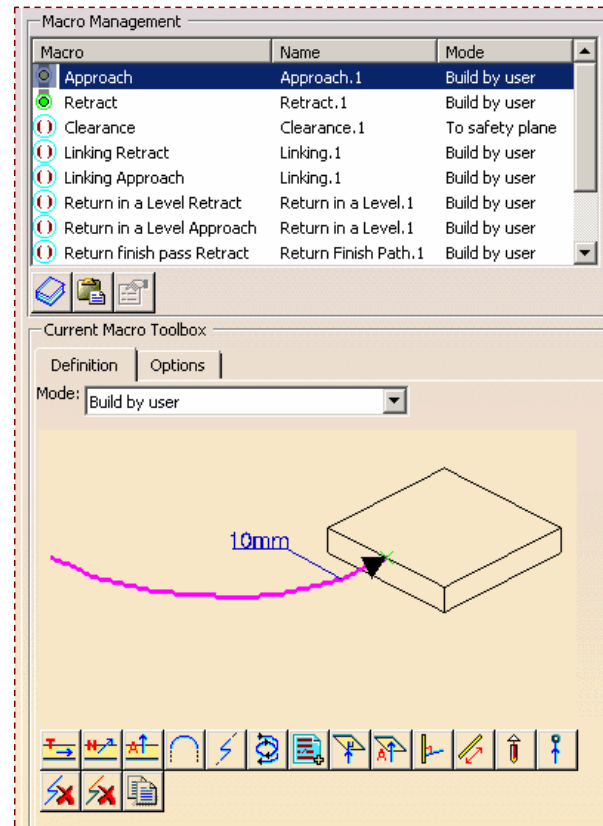 Macro Management
Macro Name Mode
Approach Approach.1 Build by user
Retract Retract.1 Build by user
Clearance Clearance.1 To safety plane
Linking Retract Linking.1 Build by user
Linking Approach Linking.1 Build by user
Return in a Level Retract Return in a Level.1 Build by user
Return in a Level Approach Return in a Level.1 Build by user
Return finish pass Retract Return Finish Path.1 Build by user
Current Macro Toolbox
Definition Options
Mode: Build by user
10mm
T N A A